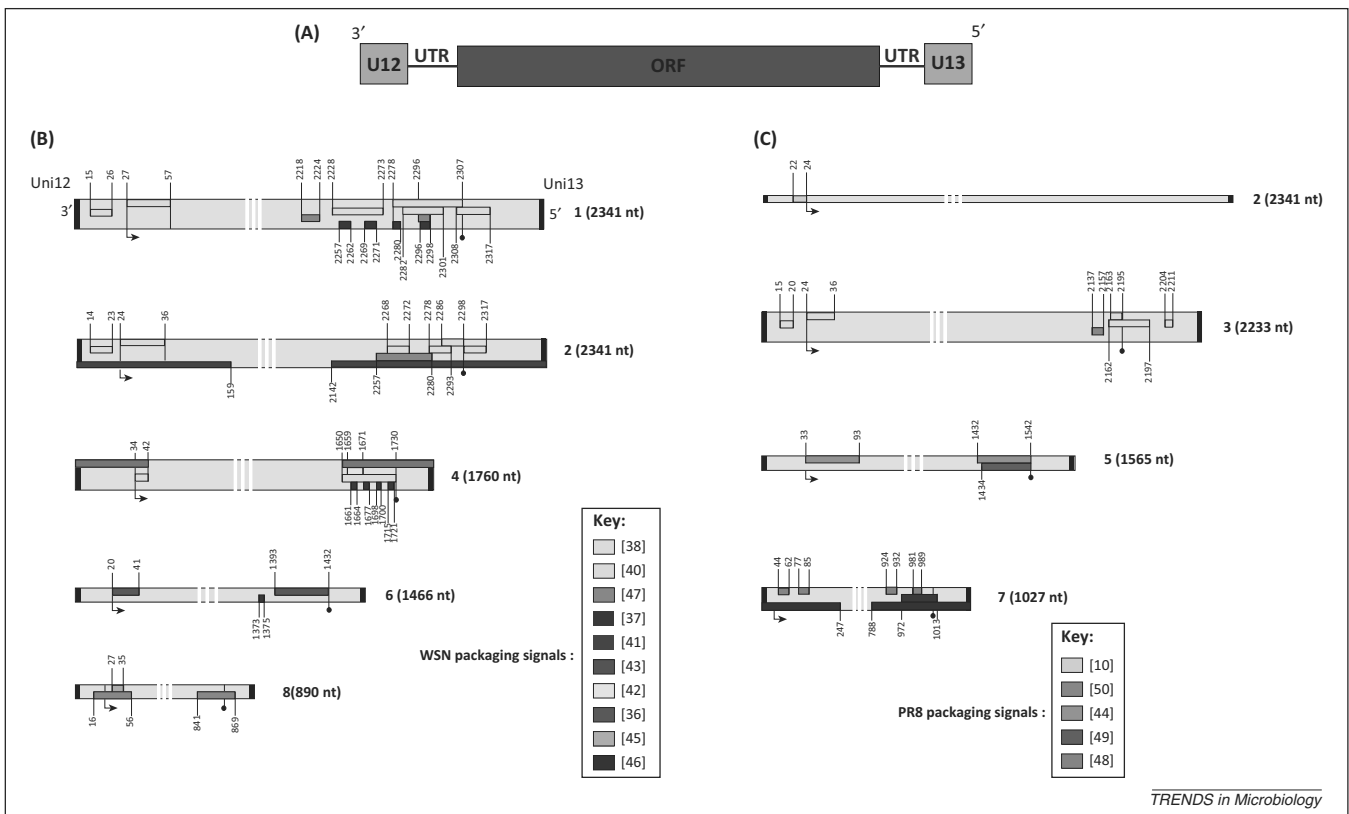 (A)
3′ 5′
U12 UTR ORF UTR U13
(B)
15 26 27 57 2218 2224 2228 2273 2278 2296 2307
Uni12 Uni13
3′ 5′ 1 (2341 nt)
2257 2262 2269 2271 2280 2282 2296 2298 2301 2308 2317
14 23 24 36 2268 2272 2278 2286 2298 2317
2 (2341 nt)
159 2142 2257 2280 2293
34 42 1650 1659 1671 1730
4 (1760 nt)
1661 1664 1677 1698 1700 1715 1721
20 41 1393 1432
6 (1466 nt)
1373 1375
27 35
8(890 nt)
16 56 841 869
WSN packaging signals :
Key:
[38]
[40]
[47]
[37]
[41]
[43]
[42]
[36]
[45]
[46]
(C)
22 24
2 (2341 nt)
15 20 24 36 2137 2157 2163 2195 2204 2211
3 (2233 nt)
2162 2197
33 93 1432 1542
5 (1565 nt)
1434
44 62 77 85 924 932 981 989
7 (1027 nt)
247 788 972 1013
PR8 packaging signals :
Key:
[10]
[50]
[44]
[49]
[48]
TRENDS in Microbiology